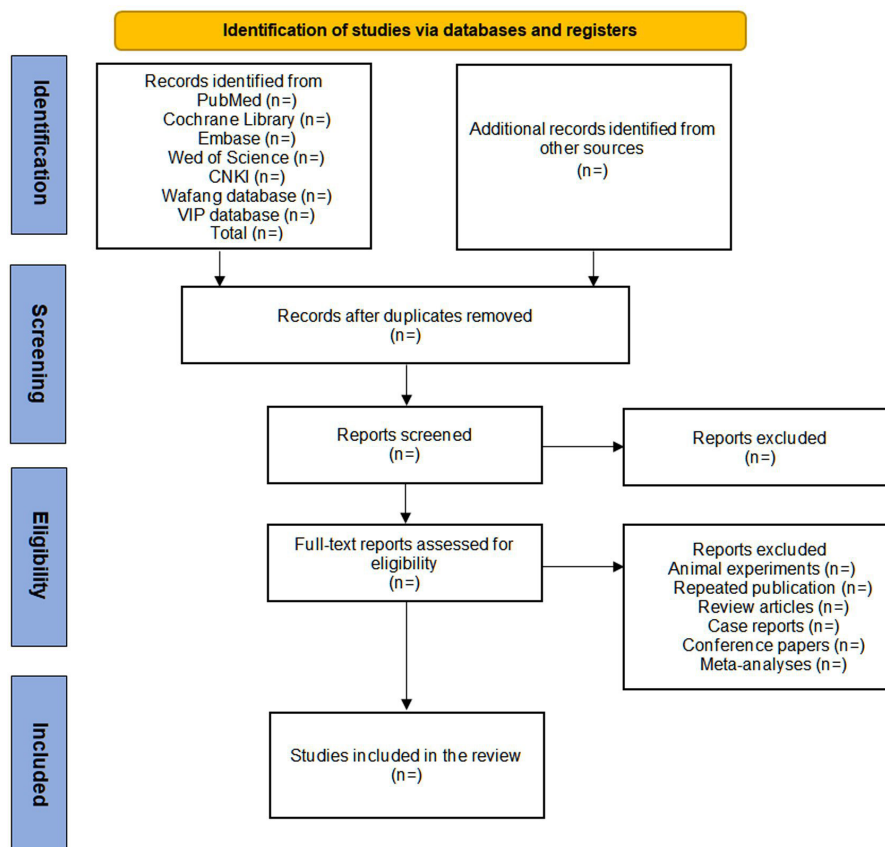 Identification of studies via databases and registers
Identification
Records identified from
PubMed (n=)
Cochrane Library (n=)
Embase (n=)
Wed of Science (n=)
CNKI (n=)
Wafang database (n=)
VIP database (n=)
Total (n=)
Additional records identified from
other sources
(n=)
Screening
Records after duplicates removed
(n=)
Reports screened
(n=)
Reports excluded
(n=)
Eligibility
Full-text reports assessed for
eligibility
(n=)
Reports excluded
Animal experiments (n=)
Repeated publication (n=)
Review articles (n=)
Case reports (n=)
Conference papers (n=)
Meta-analyses (n=)
Included
Studies included in the review
(n=)